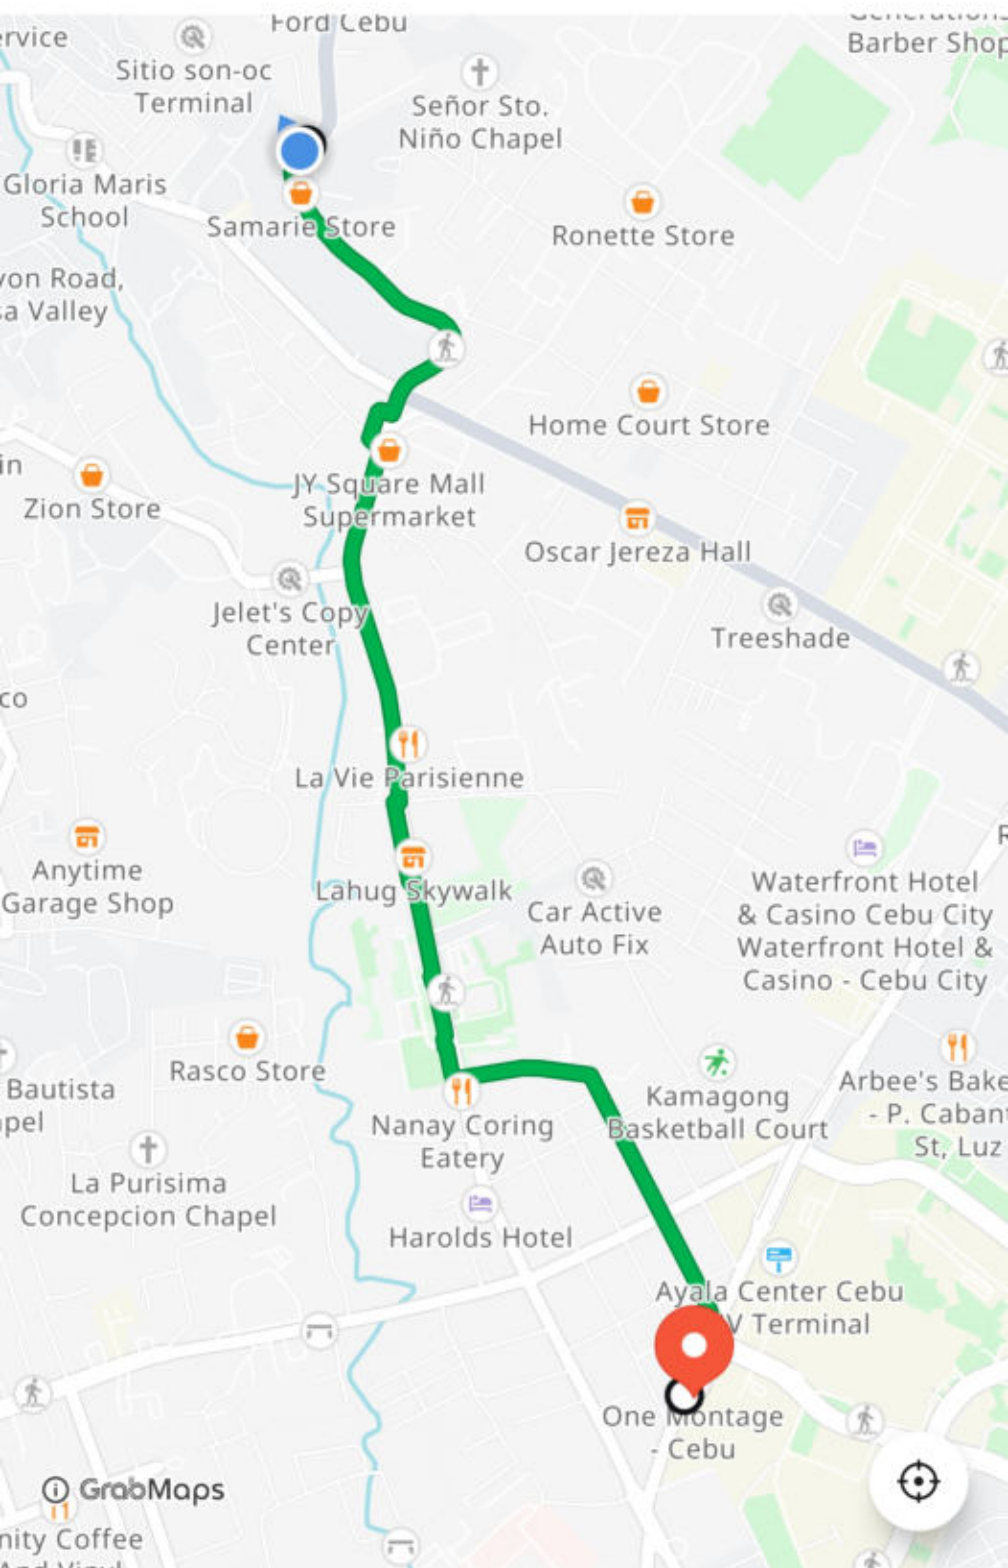 Ford Cebu
Barber Shop
Sitio son-oc
Terminal
Señor Sto.
Niño Chapel
Gloria Maris
School
Samarie Store
Ronette Store
Home Court Store
Zion Store
JY Square Mall
Supermarket
Oscar Jereza Hall
Jelet's Copy
Center
Treeshade
La Vie Parisienne
Anytime
Garage Shop
Lahug Skywalk
Car Active
Auto Fix
Waterfront Hotel
& Casino Cebu City
Waterfront Hotel &
Casino - Cebu City
Rasco Store
Bautista
Kamagong
Basketball Court
Arbee's Bake
- P. Caban
St, Luz
Nanay Coring
Eatery
La Purisima
Concepcion Chapel
Harolds Hotel
Ayala Center Cebu
V Terminal
One Montage
- Cebu
GrabMaps
nity Coffee